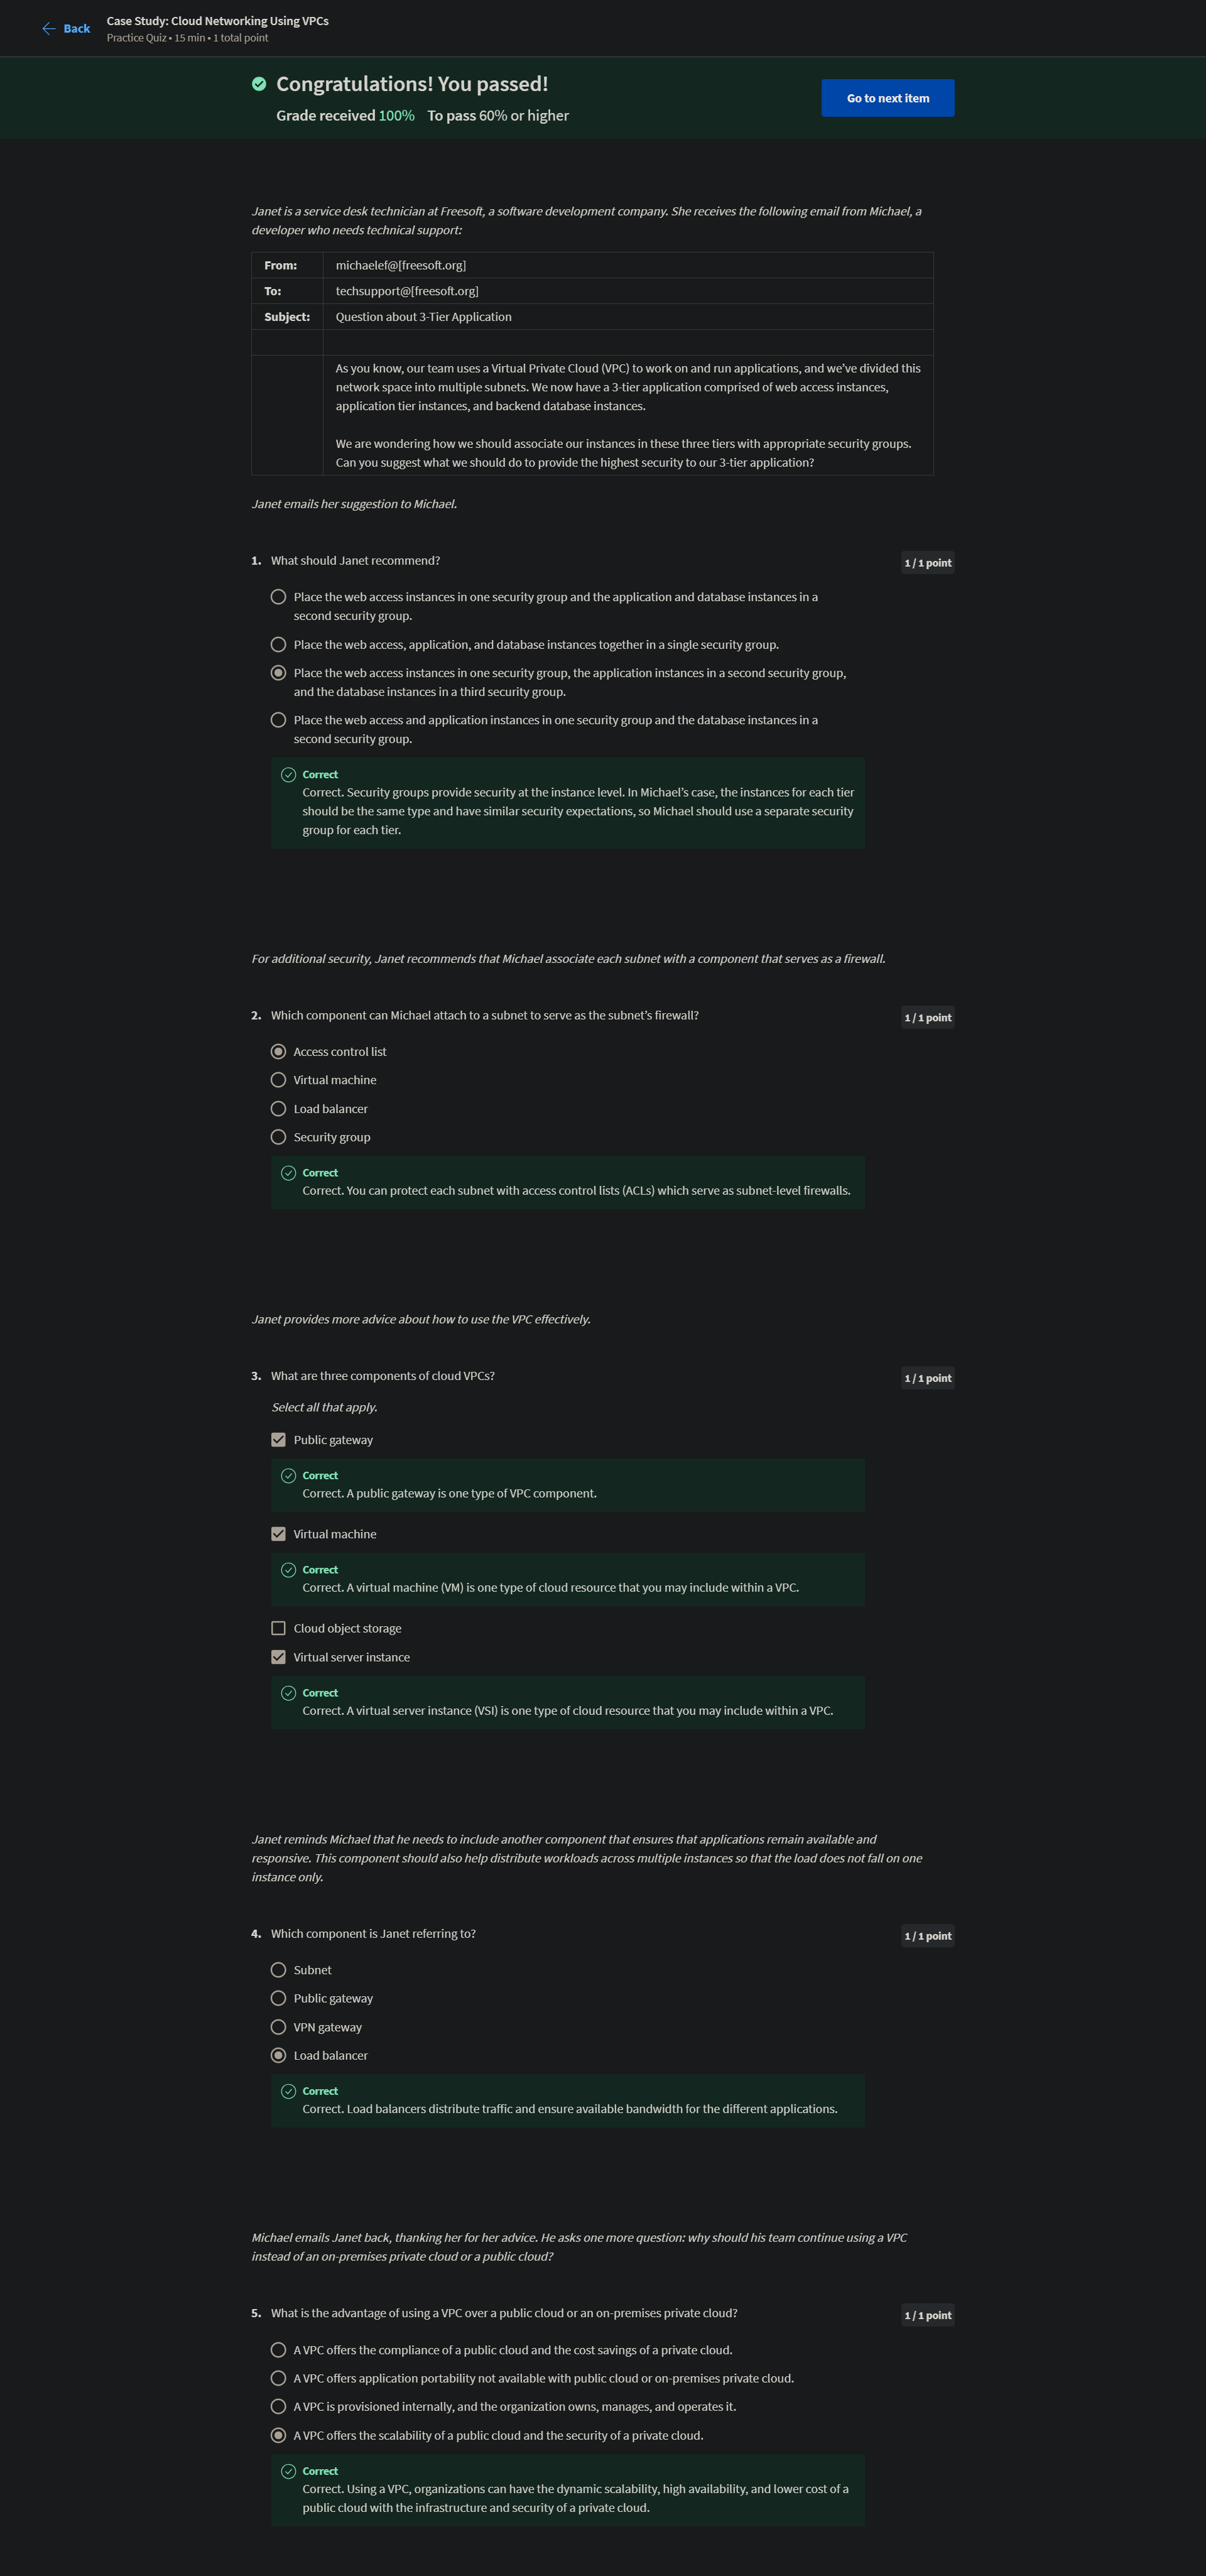 Back
Case Study: Cloud Networking Using VPCs
Practice Quiz • 15 min • 1 total point
Congratulations! You passed!
Grade received 100% To pass 60% or higher
Go to next item
Janet is a service desk technician at Freesoft, a software development company. She receives the following email from Michael, a
developer who needs technical support:
From: michaelef@[freesoft.org]
To: techsupport@[freesoft.org]
Subject: Question about 3-Tier Application
As you know, our team uses a Virtual Private Cloud (VPC) to work on and run applications, and we've divided this
network space into multiple subnets. We now have a 3-tier application comprised of web access instances,
application tier instances, and backend database instances.
We are wondering how we should associate our instances in these three tiers with appropriate security groups.
Can you suggest what we should do to provide the highest security to our 3-tier application?
Janet emails her suggestion to Michael.
1. What should Janet recommend?
1 / 1 point
Place the web access instances in one security group and the application and database instances in a
second security group.
Place the web access, application, and database instances together in a single security group.
Place the web access instances in one security group, the application instances in a second security group,
and the database instances in a third security group.
Place the web access and application instances in one security group and the database instances in a
second security group.
Correct
Correct. Security groups provide security at the instance level. In Michael's case, the instances for each tier
should be the same type and have similar security expectations, so Michael should use a separate security
group for each tier.
For additional security, Janet recommends that Michael associate each subnet with a component that serves as a firewall.
2. Which component can Michael attach to a subnet to serve as the subnet's firewall?
1 / 1 point
Access control list
Virtual machine
Load balancer
Security group
Correct
Correct. You can protect each subnet with access control lists (ACLs) which serve as subnet-level firewalls.
Janet provides more advice about how to use the VPC effectively.
3. What are three components of cloud VPCs?
1 / 1 point
Select all that apply.
Public gateway
Correct
Correct. A public gateway is one type of VPC component.
Virtual machine
Correct
Correct. A virtual machine (VM) is one type of cloud resource that you may include within a VPC.
Cloud object storage
Virtual server instance
Correct
Correct. A virtual server instance (VSI) is one type of cloud resource that you may include within a VPC.
Janet reminds Michael that he needs to include another component that ensures that applications remain available and
responsive. This component should also help distribute workloads across multiple instances so that the load does not fall on one
instance only.
4. Which component is Janet referring to?
1 / 1 point
Subnet
Public gateway
VPN gateway
Load balancer
Correct
Correct. Load balancers distribute traffic and ensure available bandwidth for the different applications.
Michael emails Janet back, thanking her for her advice. He asks one more question: why should his team continue using a VPC
instead of an on-premises private cloud or a public cloud?
5. What is the advantage of using a VPC over a public cloud or an on-premises private cloud?
1 / 1 point
A VPC offers the compliance of a public cloud and the cost savings of a private cloud.
A VPC offers application portability not available with public cloud or on-premises private cloud.
A VPC is provisioned internally, and the organization owns, manages, and operates it.
A VPC offers the scalability of a public cloud and the security of a private cloud.
Correct
Correct. Using a VPC, organizations can have the dynamic scalability, high availability, and lower cost of a
public cloud with the infrastructure and security of a private cloud.